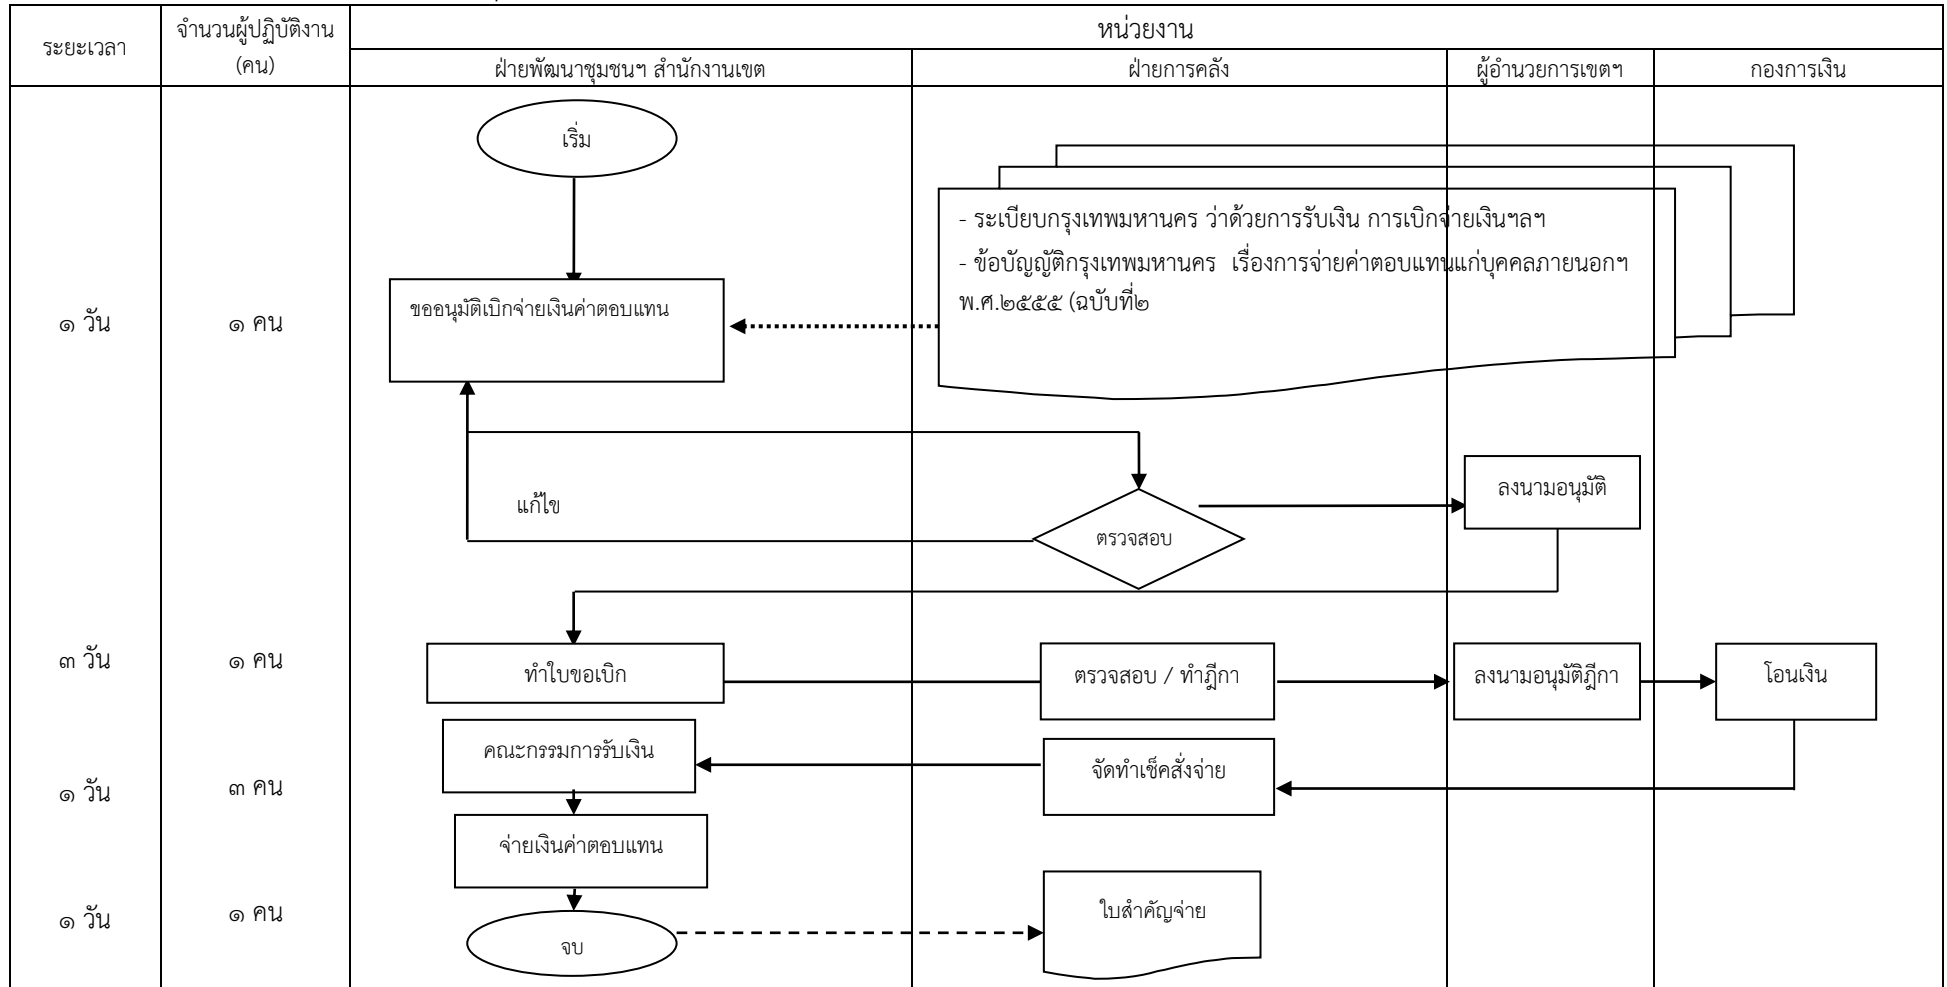 ระยะเวลา
จำนวนผู้ปฏิบัติงาน
(คน)
หน่วยงาน
ฝ่ายพัฒนาชุมชนฯ สำนักงานเขต
ฝ่ายการคลัง
ผู้อำนวยการเขตฯ
กองการเงิน
เริ่ม
- ระเบียบกรุงเทพมหานคร ว่าด้วยการรับเงิน การเบิกจ่ายเงินฯลฯ
- ข้อบัญญัติกรุงเทพมหานคร เรื่องการจ่ายค่าตอบแทนแก่บุคคลภายนอกฯ
พ.ศ.๒๕๕๕ (ฉบับที่๒
ขออนุมัติเบิกจ่ายเงินค่าตอบแทน
๑ วัน
๑ คน
แก้ไข
ตรวจสอบ
ลงนามอนุมัติ
๓ วัน
๑ คน
ทำใบขอเบิก
ตรวจสอบ / ทำฎีกา
ลงนามอนุมัติฎีกา
โอนเงิน
คณะกรรมการรับเงิน
จัดทำเช็คสั่งจ่าย
๑ วัน
๓ คน
จ่ายเงินค่าตอบแทน
๑ วัน
๑ คน
ใบสำคัญจ่าย
จบ